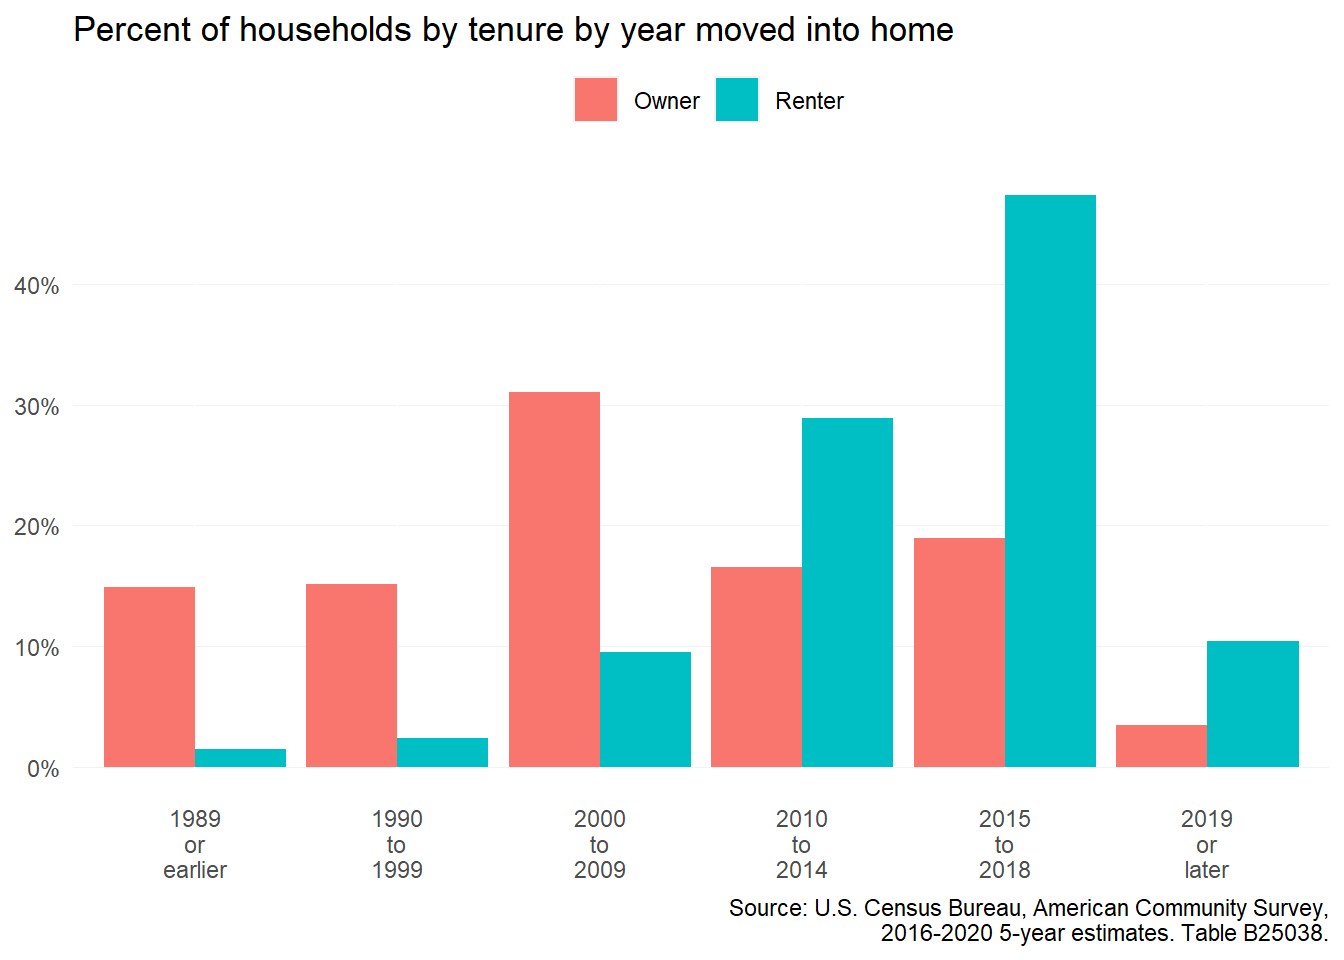 Percent of households by tenure by year moved into home
Owner Renter
40%
30%
20%
10%
0%
1989 or earlier
1990 to 1999
2000 to 2009
2010 to 2014
2015 to 2018
2019 or later
Source: U.S. Census Bureau, American Community Survey,
2016-2020 5-year estimates. Table B25038.